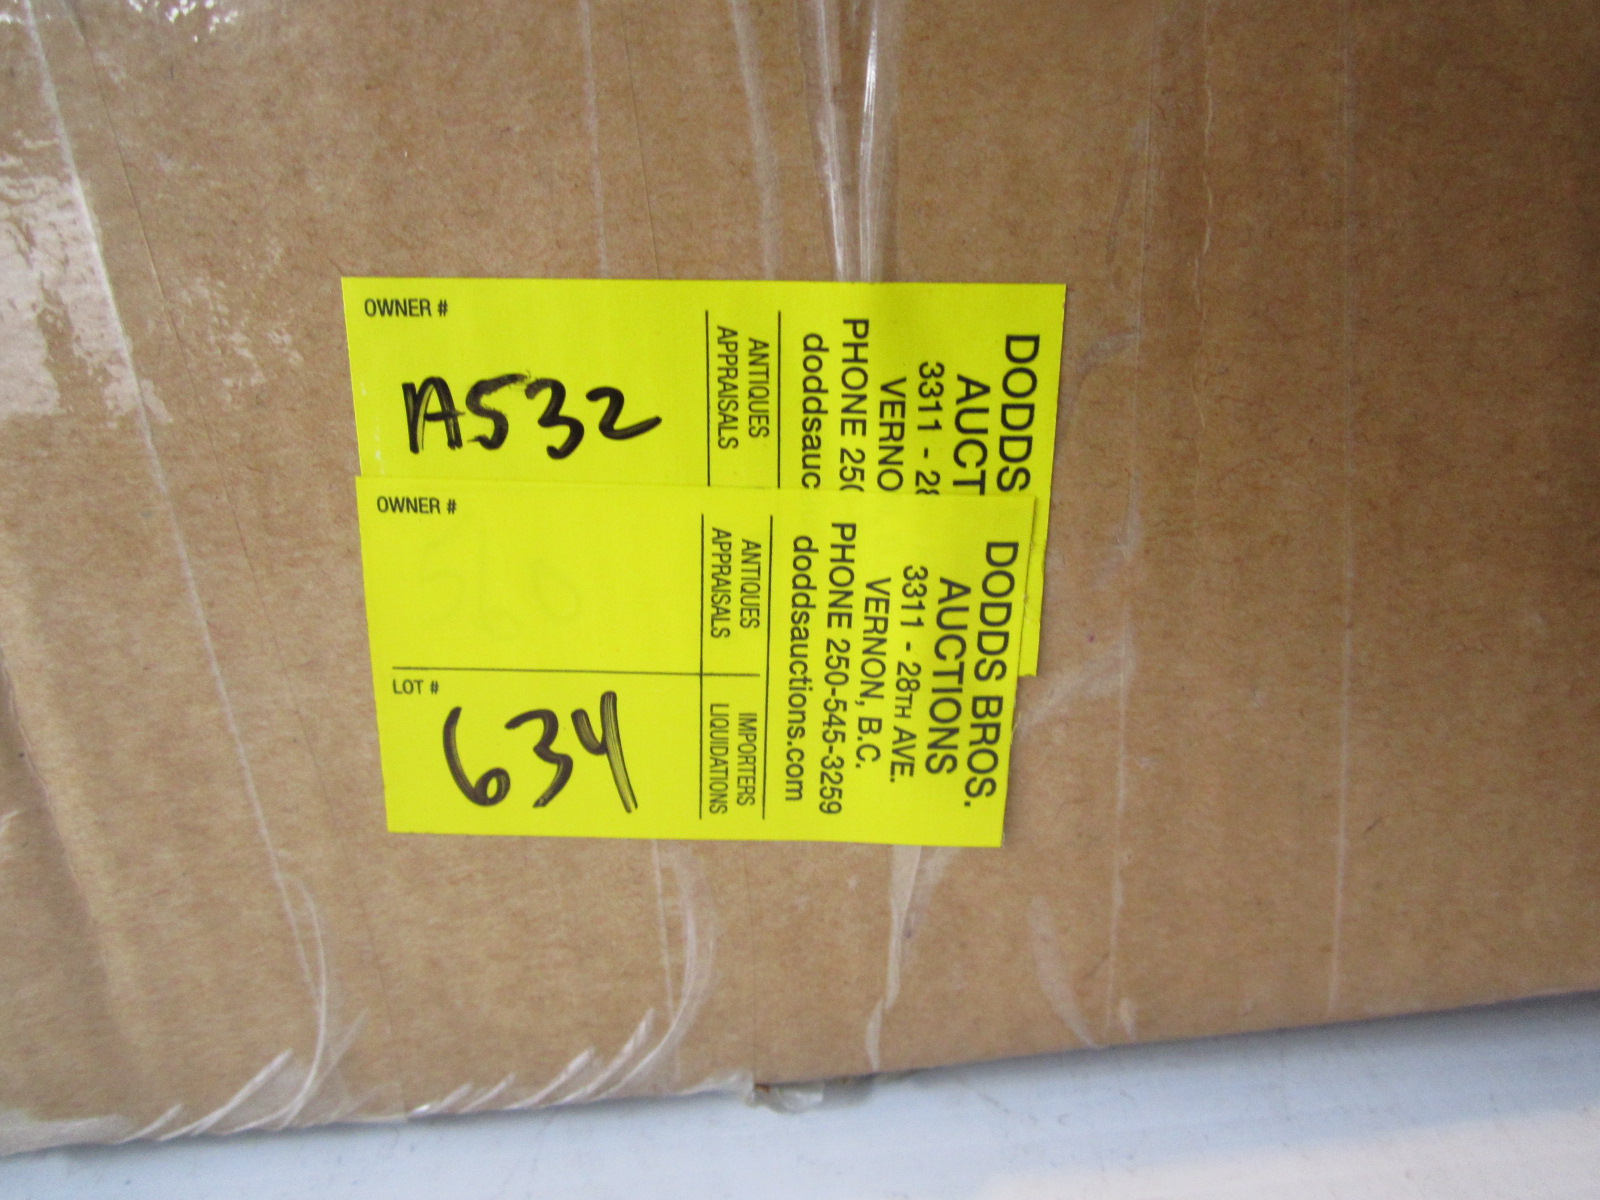 OWNER #
A532
ANTIQUES
APPRAISALS
DODDS
AUCT
3311 - 28
VERNO
PHONE 250
doddsauc
OWNER #
LOT #
634
ANTIQUES IMPORTERS
APPRAISALS LIQUIDATIONS
DODDS BROS.
AUCTIONS
3311 - 28TH AVE.
VERNON, B.C.
PHONE 250-545-3259
doddsauctions.com